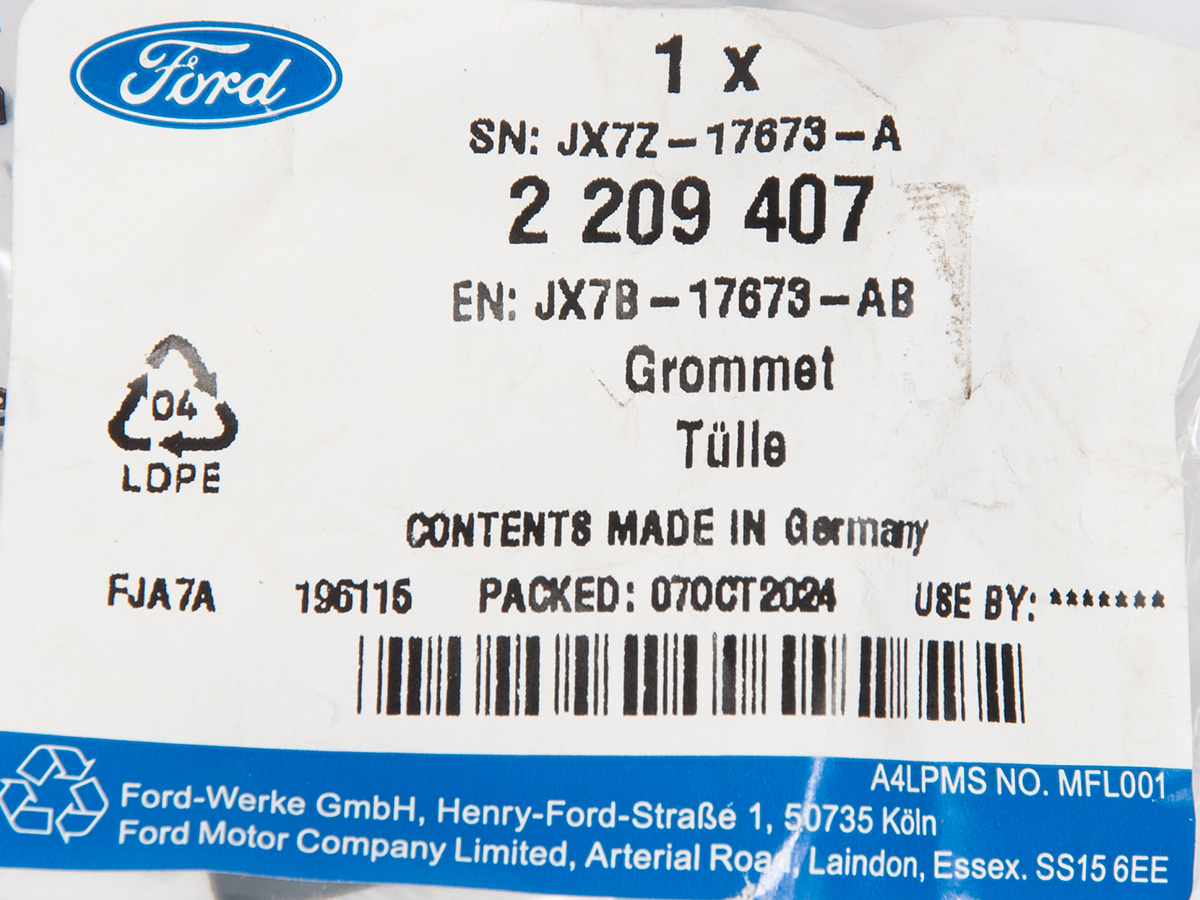 Ford
1 x
SN: JX7Z-17673-A
2 209 407
EN: JX7B-17673-AB
Grommet
Tülle
04
LDPE
CONTENTS MADE IN Germany
FJA7A 196115 PACKED: 07OCT2024 USE BY: *******
A4LPMS NO. MFL001
Ford-Werke GmbH, Henry-Ford-Straße 1, 50735 Köln
Ford Motor Company Limited, Arterial Road, Laindon, Essex. SS15 6EE